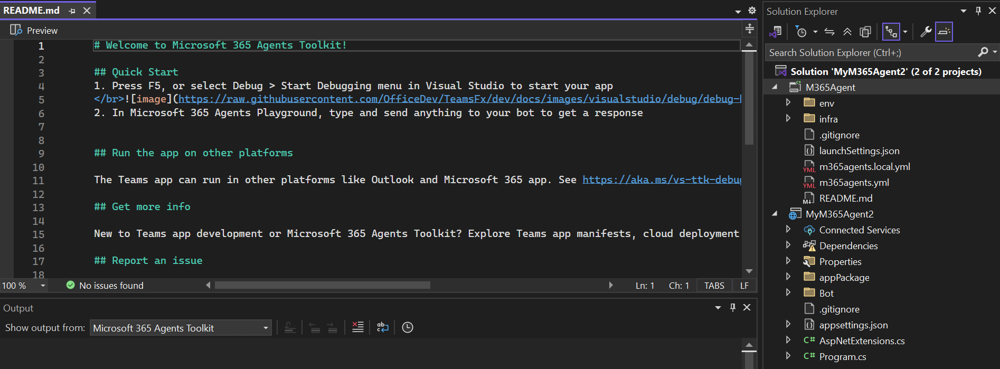 README.md
Preview
1 # Welcome to Microsoft 365 Agents Toolkit!
2
3 ## Quick Start
4 1. Press F5, or select Debug > Start Debugging menu in Visual Studio to start your app
5 </br>![image](https://raw.githubusercontent.com/OfficeDev/TeamsFx/dev/docs/images/visualstudio/debug/debug-
6 2. In Microsoft 365 Agents Playground, type and send anything to your bot to get a response
7
8
9 ## Run the app on other platforms
10
11 The Teams app can run in other platforms like Outlook and Microsoft 365 app. See https://aka.ms/vs-ttk-debug
12
13 ## Get more info
14
15 New to Teams app development or Microsoft 365 Agents Toolkit? Explore Teams app manifests, cloud deployment
16
17 ## Report an issue
18
100 %
No issues found
Ln: 1
Ch: 1
TABS
LF
Output
Show output from:
Microsoft 365 Agents Toolkit
Solution Explorer
Search Solution Explorer (Ctrl+;)
Solution 'MyM365Agent2' (2 of 2 projects)
M365Agent
env
infra
.gitignore
launchSettings.json
YML m365agents.local.yml
YML m365agents.yml
M↓ README.md
MyM365Agent2
Connected Services
Dependencies
Properties
appPackage
Bot
.gitignore
appsettings.json
C# AspNetExtensions.cs
C# Program.cs